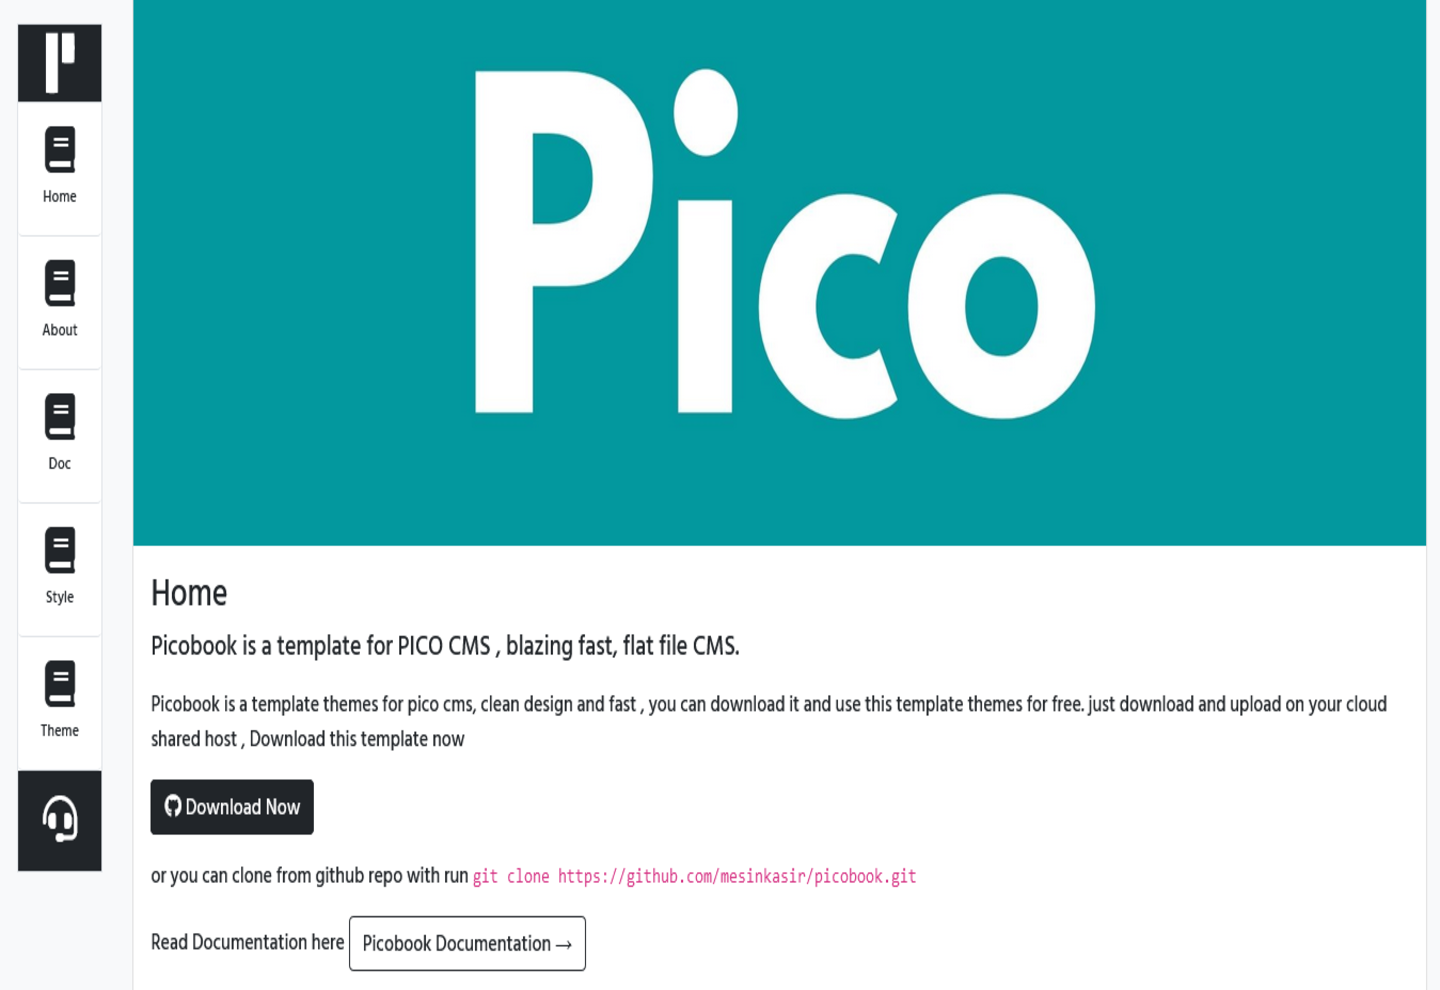 Home
About
Doc
Style
Theme
Pico
Home
Picobook is a template for PICO CMS , blazing fast, flat file CMS.
Picobook is a template themes for pico cms, clean design and fast , you can download it and use this template themes for free. just download and upload on your cloud
shared host , Download this template now
Download Now
or you can clone from github repo with run git clone https://github.com/mesinkasir/picobook.git
Read Documentation here Picobook Documentation →